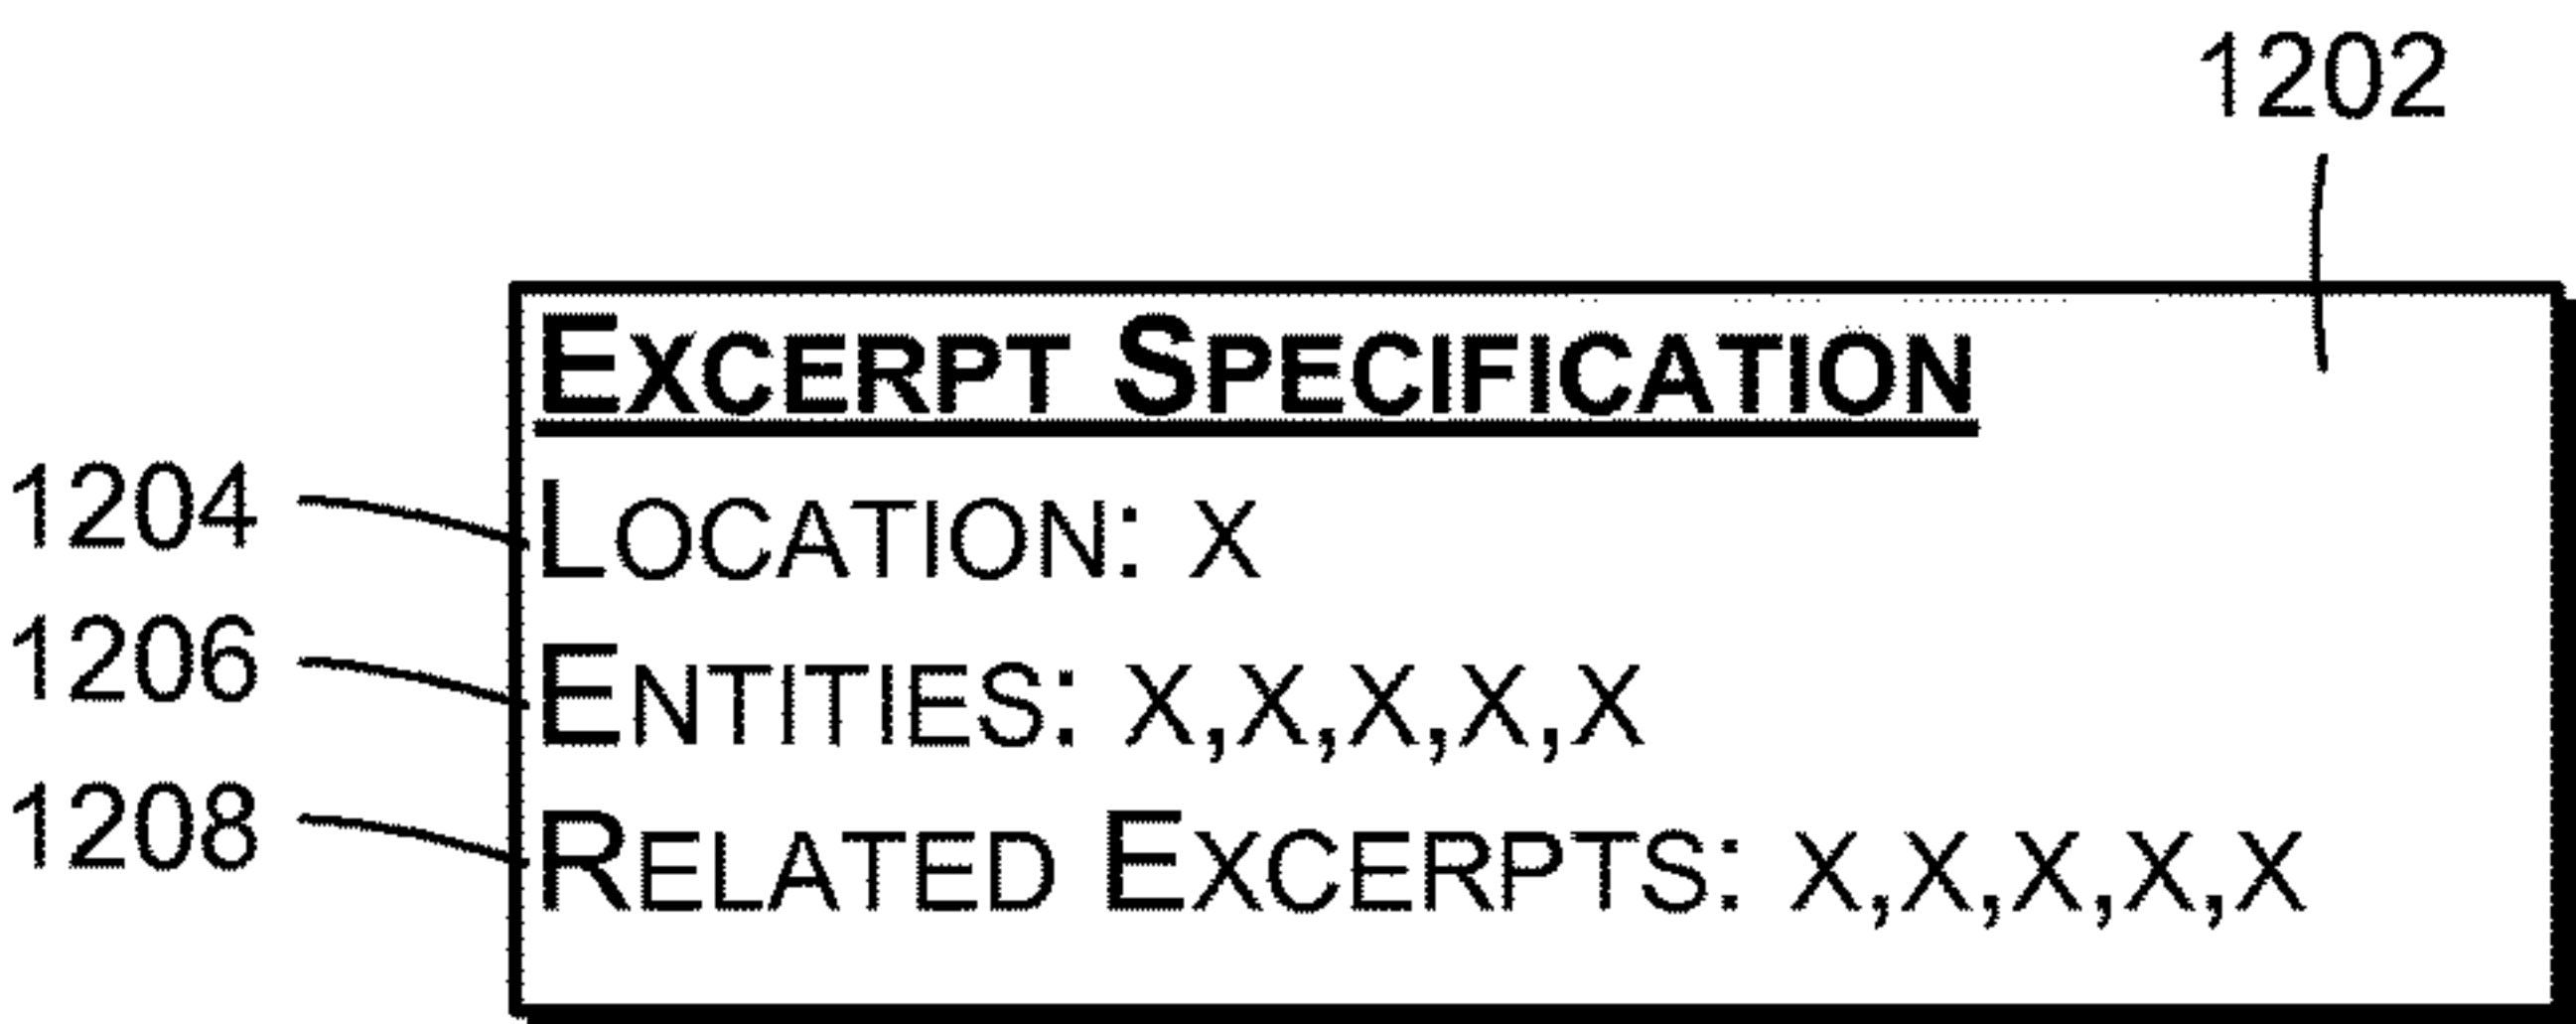 1202
EXCERPT SPECIFICATION
1204 LOCATION: X
1206 ENTITIES: X,X,X,X,X
1208 RELATED EXCERPTS: X,X,X,X,X